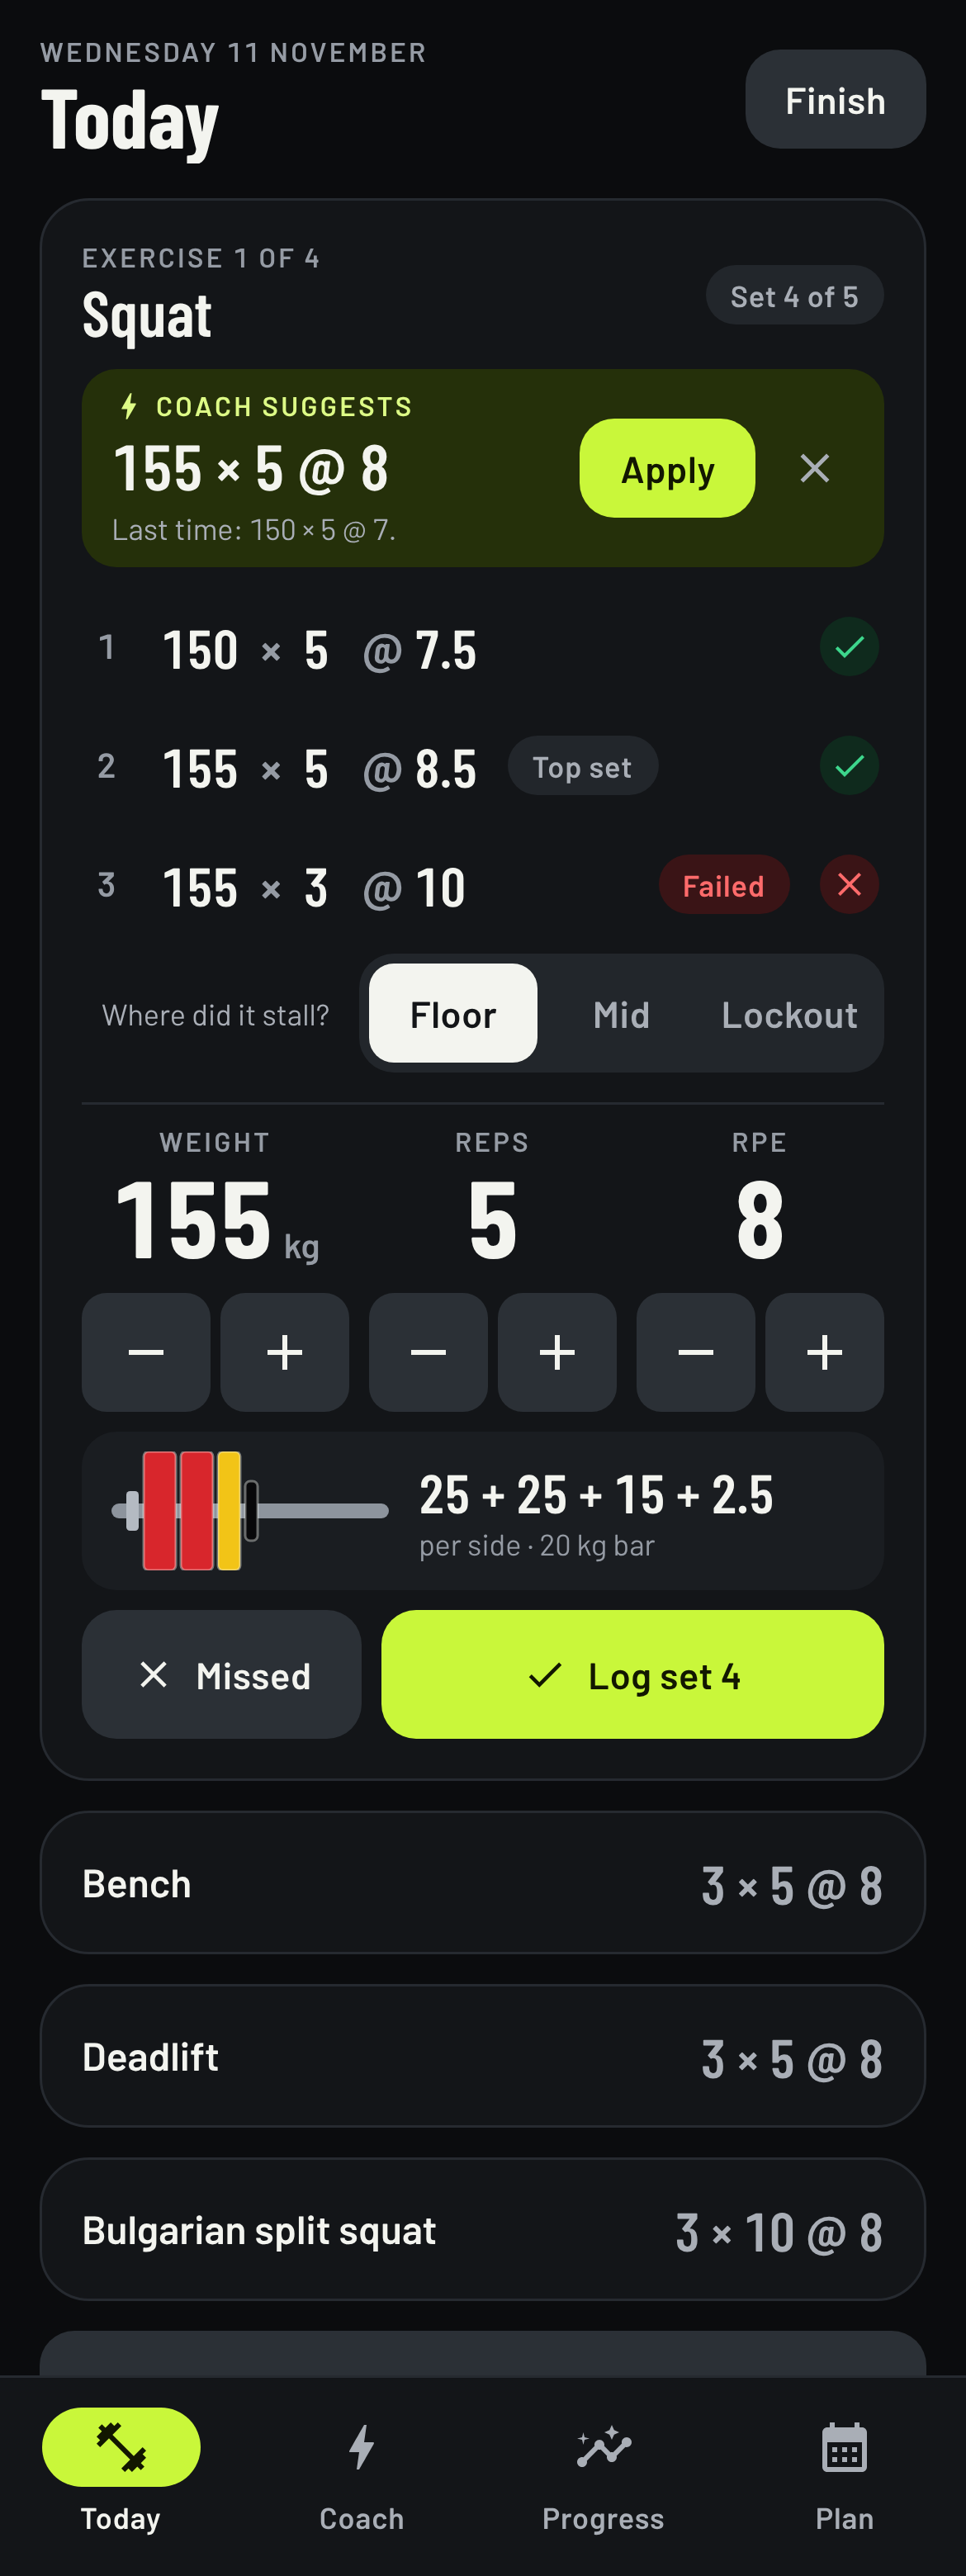 WEDNESDAY 11 NOVEMBER
Today
Finish
EXERCISE 1 OF 4
Squat
Set 4 of 5
COACH SUGGESTS
155 × 5 @ 8
Last time: 150 × 5 @ 7.
Apply
1 150 × 5 @ 7.5
2 155 × 5 @ 8.5 Top set
3 155 × 3 @ 10 Failed
Where did it stall? Floor Mid Lockout
WEIGHT REPS RPE
155 kg 5 8
25 + 25 + 15 + 2.5
per side · 20 kg bar
Missed
Log set 4
Bench 3 × 5 @ 8
Deadlift 3 × 5 @ 8
Bulgarian split squat 3 × 10 @ 8
Today Coach Progress Plan